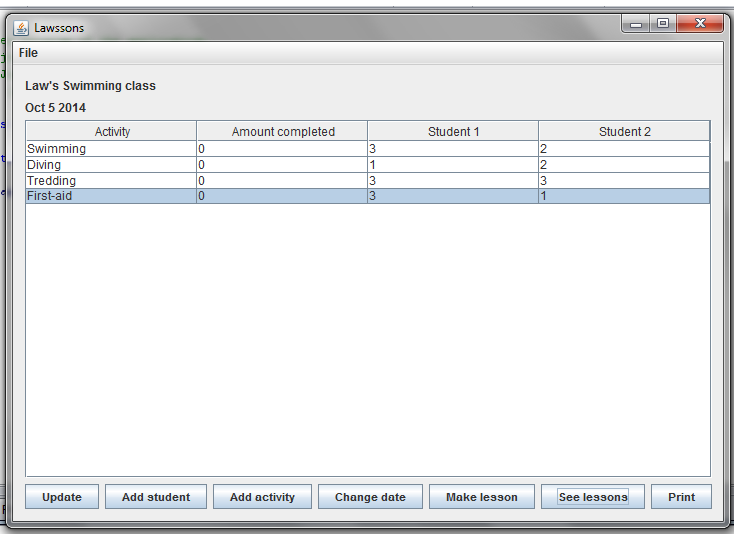 Lawssons
File
Law's Swimming class
Oct 5 2014
Activity Amount completed Student 1 Student 2
Swimming 0 3 2
Diving 0 1 2
Tredding 0 3 3
First-aid 0 3 1
Update Add student Add activity Change date Make lesson See lessons Print